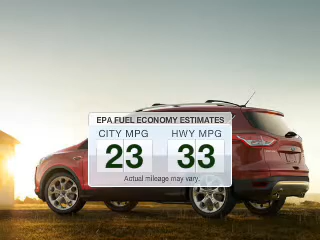 EPA FUEL ECONOMY ESTIMATES
CITY MPG HWY MPG
23 33
Actual mileage may vary.